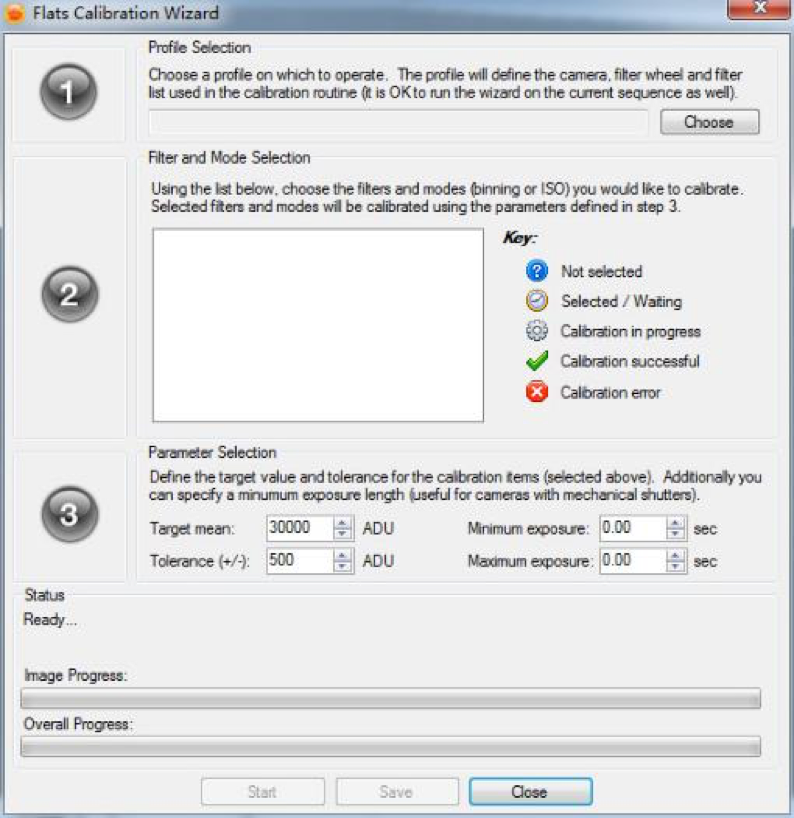 Flats Calibration Wizard
X
Profile Selection
1
Choose a profile on which to operate. The profile will define the camera, filter wheel and filter
list used in the calibration routine (it is OK to run the wizard on the current sequence as well).
Choose
Filter and Mode Selection
2
Using the list below, choose the filters and modes (binning or ISO) you would like to calibrate.
Selected filters and modes will be calibrated using the parameters defined in step 3.
Key:
? Not selected
Selected / Waiting
Calibration in progress
Calibration successful
Calibration error
Parameter Selection
3
Define the target value and tolerance for the calibration items (selected above). Additionally you
can specify a minumum exposure length (useful for cameras with mechanical shutters).
Target mean: 30000 ADU Minimum exposure: 0.00 sec
Tolerance (+/-): 500 ADU Maximum exposure: 0.00 sec
Status
Ready...
Image Progress:
Overall Progress:
Start Save Close